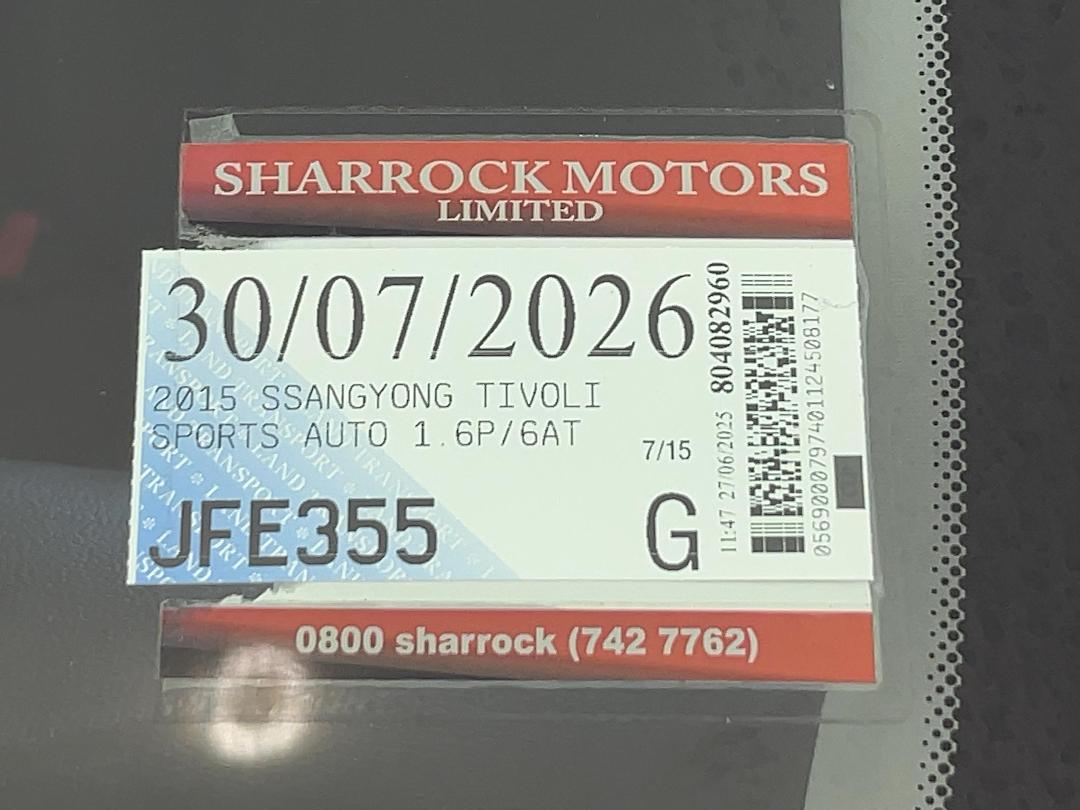 SHARROCK MOTORS
LIMITED
30/07/2026
2015 SSANGYONG TIVOLI
SPORTS AUTO 1.6P/6AT
7/15
JFE355
G
11:47 27/06/2025 804082960
0569000797401124508177
0800 sharrock (742 7762)